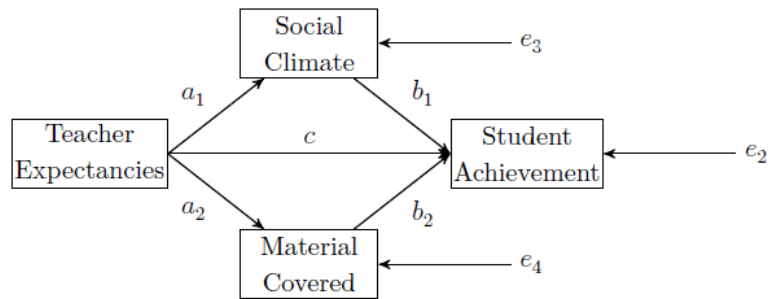 Social
Climate
e₃
a₁
b₁
Teacher
Expectancies
c
Student
Achievement
e₂
a₂
b₂
Material
Covered
e₄